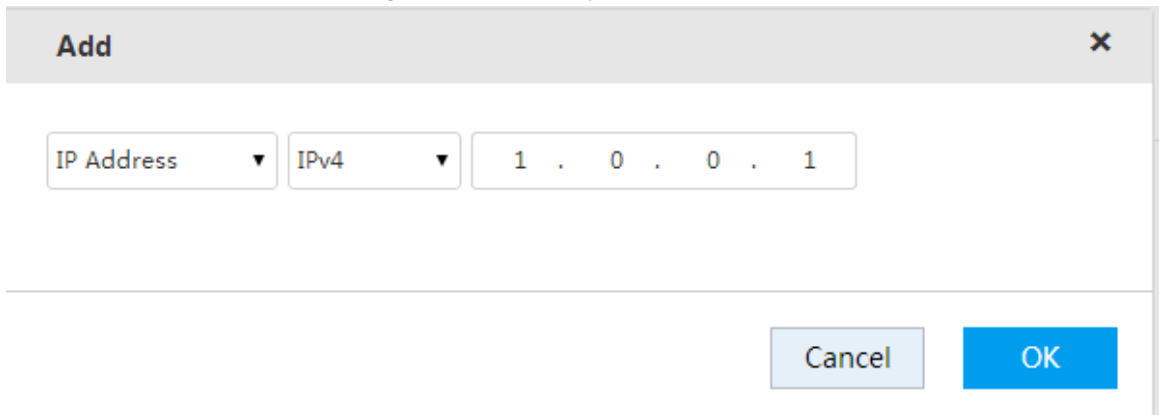 Add ×
IP Address ▼ IPv4 ▼ 1 . 0 . 0 . 1
Cancel OK